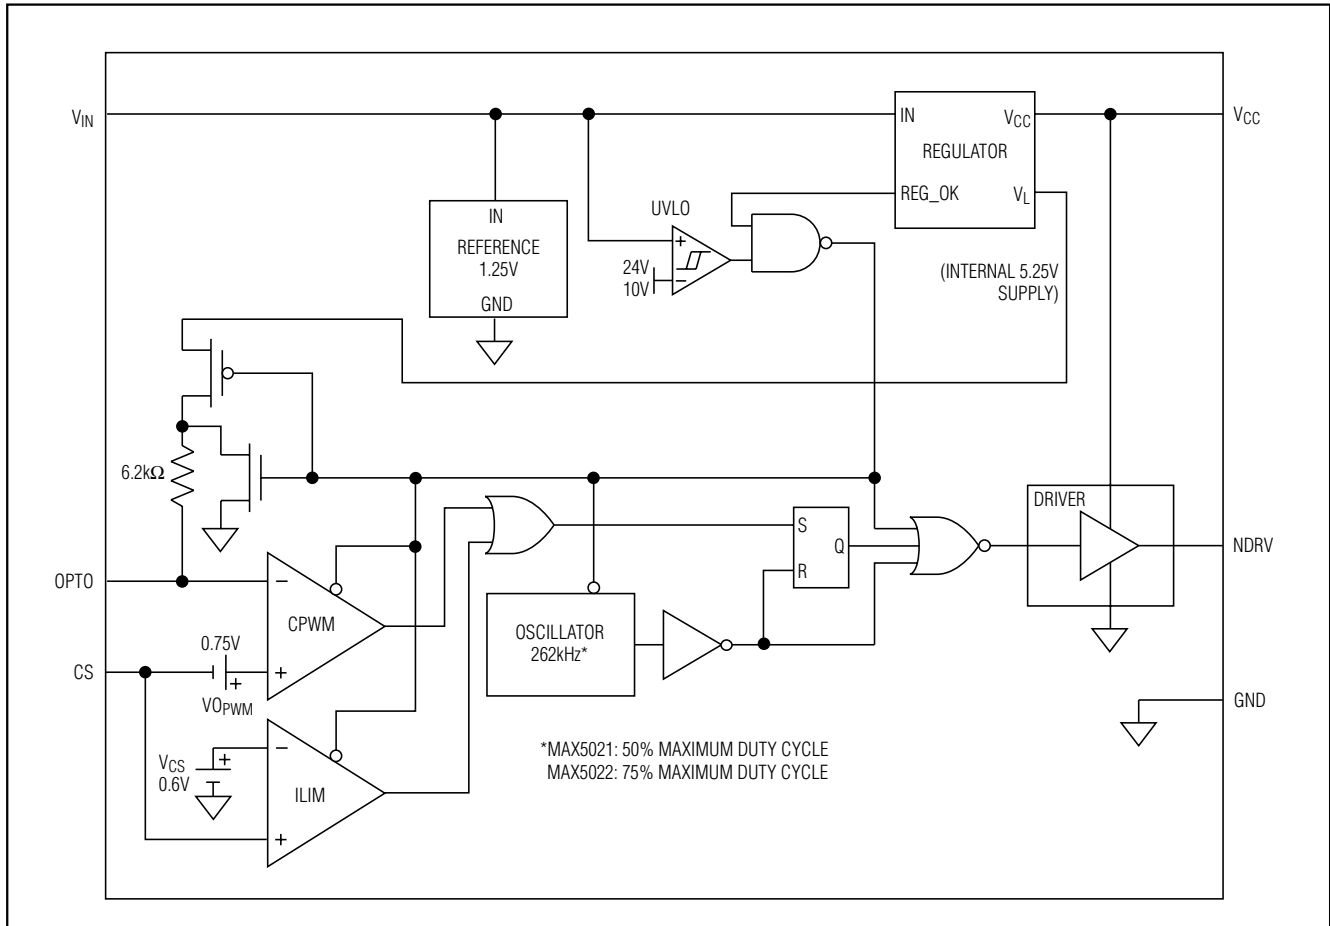 VIN
IN
VCC
VCC
REGULATOR
REG_OK
VL
UVLO
+
−
24V
10V
IN
REFERENCE
1.25V
GND
(INTERNAL 5.25V
SUPPLY)
6.2kΩ
OPTO
−
CPWM
+
0.75V
+
VOPWM
CS
S
Q
R
DRIVER
NDRV
OSCILLATOR
262kHz*
GND
VCS
0.6V
+
−
ILIM
+
*MAX5021: 50% MAXIMUM DUTY CYCLE
MAX5022: 75% MAXIMUM DUTY CYCLE